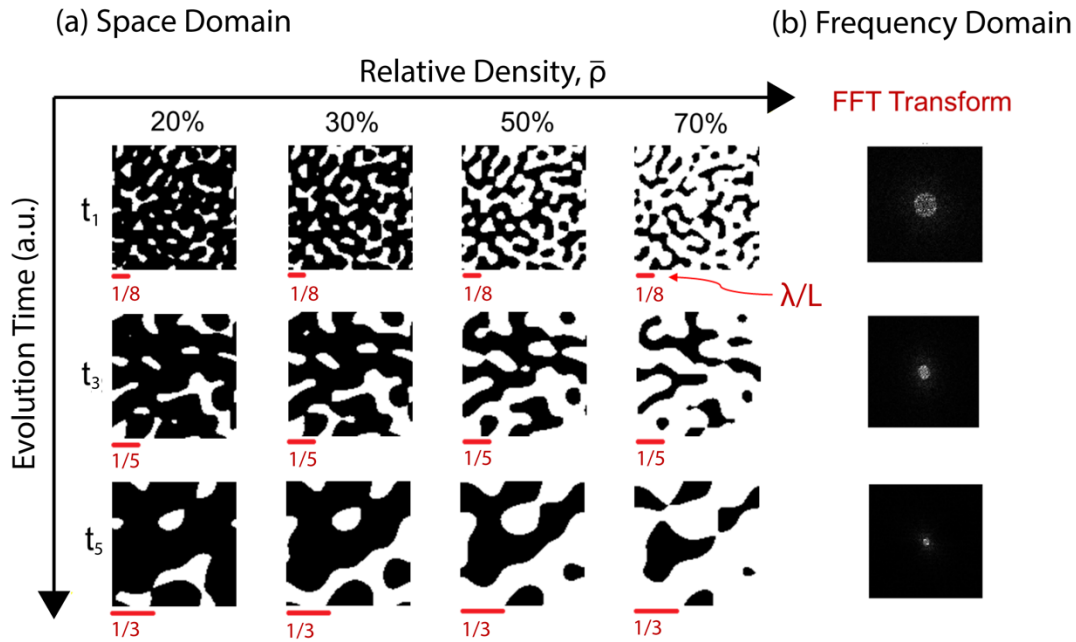 (a) Space Domain
(b) Frequency Domain
Relative Density, ρ̄
FFT Transform
20%
30%
50%
70%
Evolution Time (a.u.)
t₁
1/8
1/8
1/8
1/8
λ/L
t₃
1/5
1/5
1/5
1/5
t₅
1/3
1/3
1/3
1/3